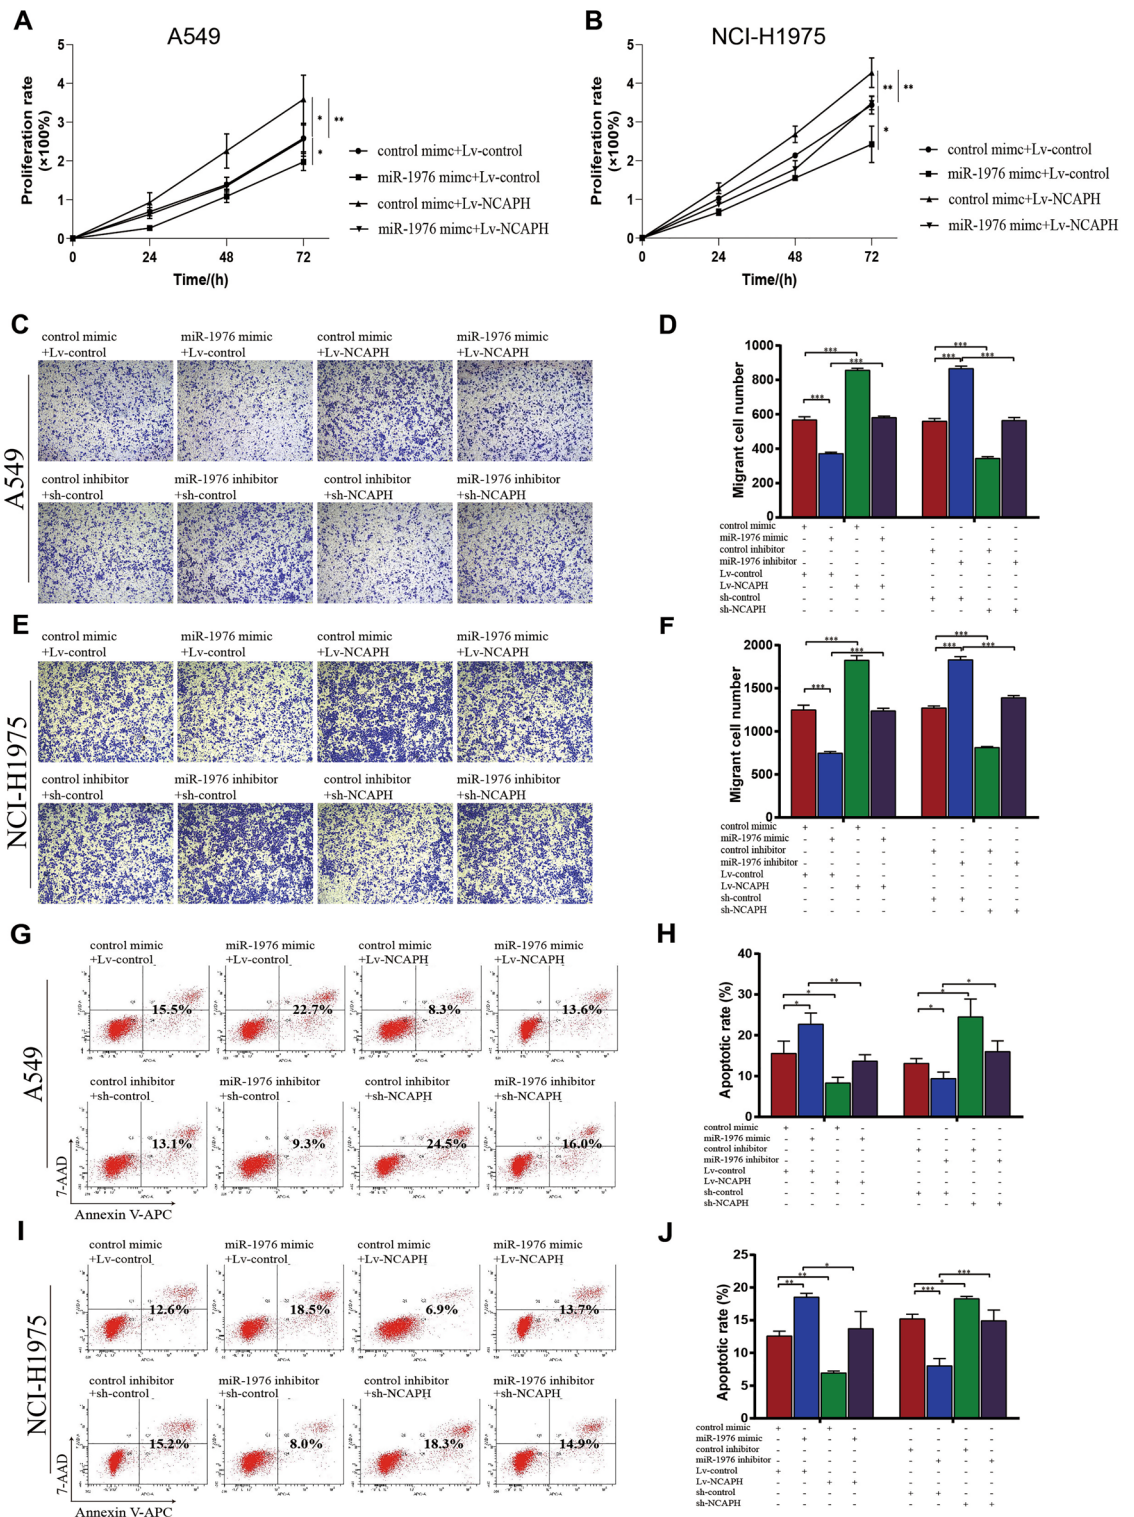 A
A549
Proliferation rate
(×100%)
5
4
3
2
1
0
0
24
48
72
Time/(h)
*
**
*
control mimc+Lv-control
miR-1976 mimc+Lv-control
control mimc+Lv-NCAPH
miR-1976 mimc+Lv-NCAPH
B
NCI-H1975
Proliferation rate
(×100%)
5
4
3
2
1
0
0
24
48
72
Time/(h)
**
**
*
control mimc+Lv-control
miR-1976 mimc+Lv-control
control mimc+Lv-NCAPH
miR-1976 mimc+Lv-NCAPH
C
A549
control mimic
+Lv-control
miR-1976 mimic
+Lv-control
control mimic
+Lv-NCAPH
miR-1976 mimic
+Lv-NCAPH
control inhibitor
+sh-control
miR-1976 inhibitor
+sh-control
control inhibitor
+sh-NCAPH
miR-1976 inhibitor
+sh-NCAPH
D
Migrant cell number
1000
800
600
400
200
0
*** *** *** *** *** ***
control mimic + - + - - - - -
miR-1976 mimic - + - + - - - -
control inhibitor - - - - + - + -
miR-1976 inhibitor - - - - - + - +
Lv-control + + - - - - - -
Lv-NCAPH - - + + - - - -
sh-control - - - - + + - -
sh-NCAPH - - - - - - + +
E
NCI-H1975
control mimic
+Lv-control
miR-1976 mimic
+Lv-control
control mimic
+Lv-NCAPH
miR-1976 mimic
+Lv-NCAPH
control inhibitor
+sh-control
miR-1976 inhibitor
+sh-control
control inhibitor
+sh-NCAPH
miR-1976 inhibitor
+sh-NCAPH
F
Migrant cell number
2000
1500
1000
500
0
*** *** *** *** *** ***
control mimic + - + - - - - -
miR-1976 mimic - + - + - - - -
control inhibitor - - - - + - + -
miR-1976 inhibitor - - - - - + - +
Lv-control + + - - - - - -
Lv-NCAPH - - + + - - - -
sh-control - - - - + + - -
sh-NCAPH - - - - - - + +
G
A549
control mimic
+Lv-control
15.5%
miR-1976 mimic
+Lv-control
22.7%
control mimic
+Lv-NCAPH
8.3%
miR-1976 mimic
+Lv-NCAPH
13.6%
control inhibitor
+sh-control
13.1%
miR-1976 inhibitor
+sh-control
9.3%
control inhibitor
+sh-NCAPH
24.5%
miR-1976 inhibitor
+sh-NCAPH
16.0%
7-AAD
Annexin V-APC
H
Apoptotic rate (%)
40
30
20
10
0
* * ** * * *
control mimic + - + - - - - -
miR-1976 mimic - + - + - - - -
control inhibitor - - - - + - + -
miR-1976 inhibitor - - - - - + - +
Lv-control + + - - - - - -
Lv-NCAPH - - + + - - - -
sh-control - - - - + + - -
sh-NCAPH - - - - - - + +
I
NCI-H1975
control mimic
+Lv-control
12.6%
miR-1976 mimic
+Lv-control
18.5%
control mimic
+Lv-NCAPH
6.9%
miR-1976 mimic
+Lv-NCAPH
13.7%
control inhibitor
+sh-control
15.2%
miR-1976 inhibitor
+sh-control
8.0%
control inhibitor
+sh-NCAPH
18.3%
miR-1976 inhibitor
+sh-NCAPH
14.9%
7-AAD
Annexin V-APC
J
Apoptotic rate (%)
25
20
15
10
5
0
** ** * *** * ***
control mimic + - + - - - - -
miR-1976 mimic - + - + - - - -
control inhibitor - - - - + - + -
miR-1976 inhibitor - - - - - + - +
Lv-control + + - - - - - -
Lv-NCAPH - - + + - - - -
sh-control - - - - + + - -
sh-NCAPH - - - - - - + +